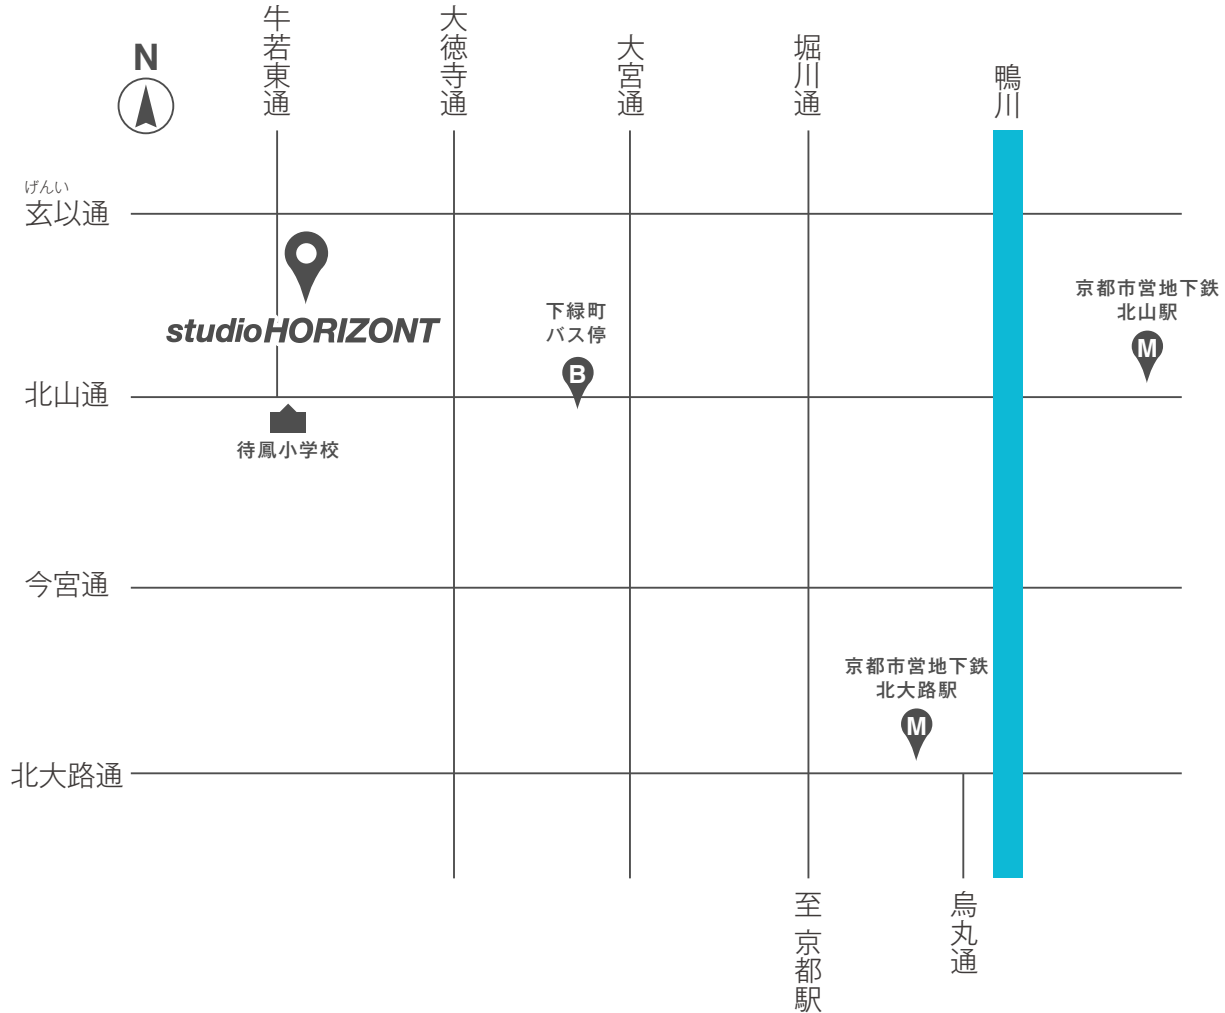 N
牛若東通
大徳寺通
大宮通
堀川通
鴨川
げんい
玄以通
studioHORIZONT
下緑町
バス停
B
京都市営地下鉄
北山駅
M
北山通
待鳳小学校
今宮通
京都市営地下鉄
北大路駅
M
北大路通
至 京都駅
烏丸通